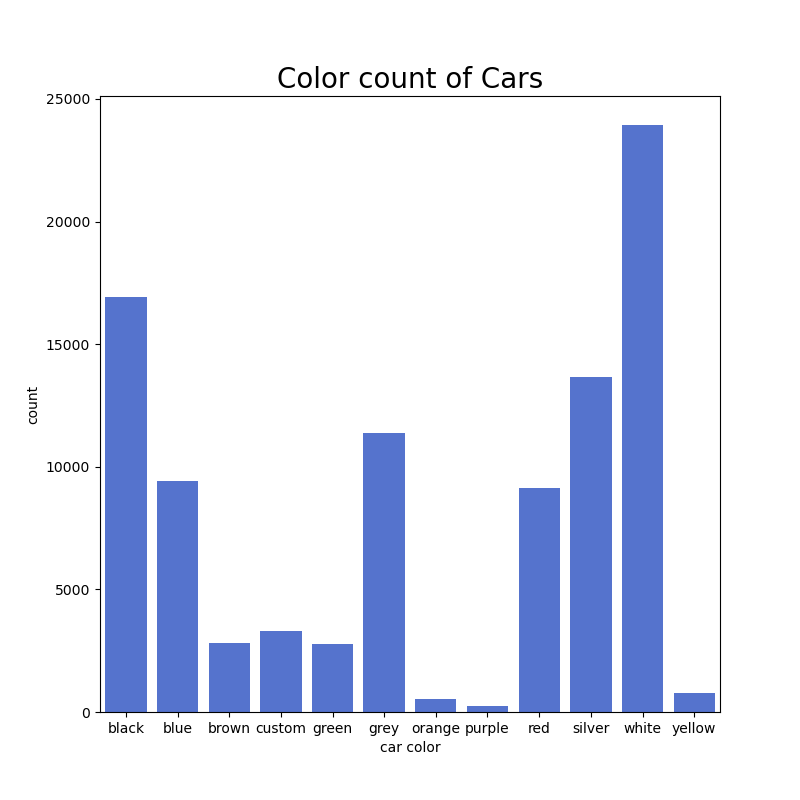 Color count of Cars
25000
20000
15000
10000
5000
0
count
black blue brown custom green grey orange purple red silver white yellow
car color